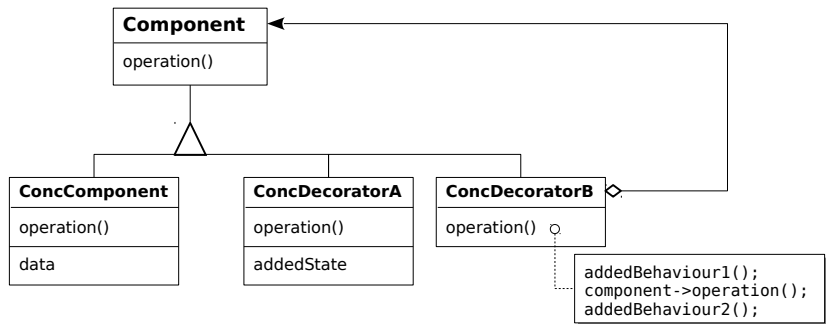 Component
operation()
ConcComponent
operation()
data
ConcDecoratorA
operation()
addedState
ConcDecoratorB
operation()
addedBehaviour1();
component->operation();
addedBehaviour2();